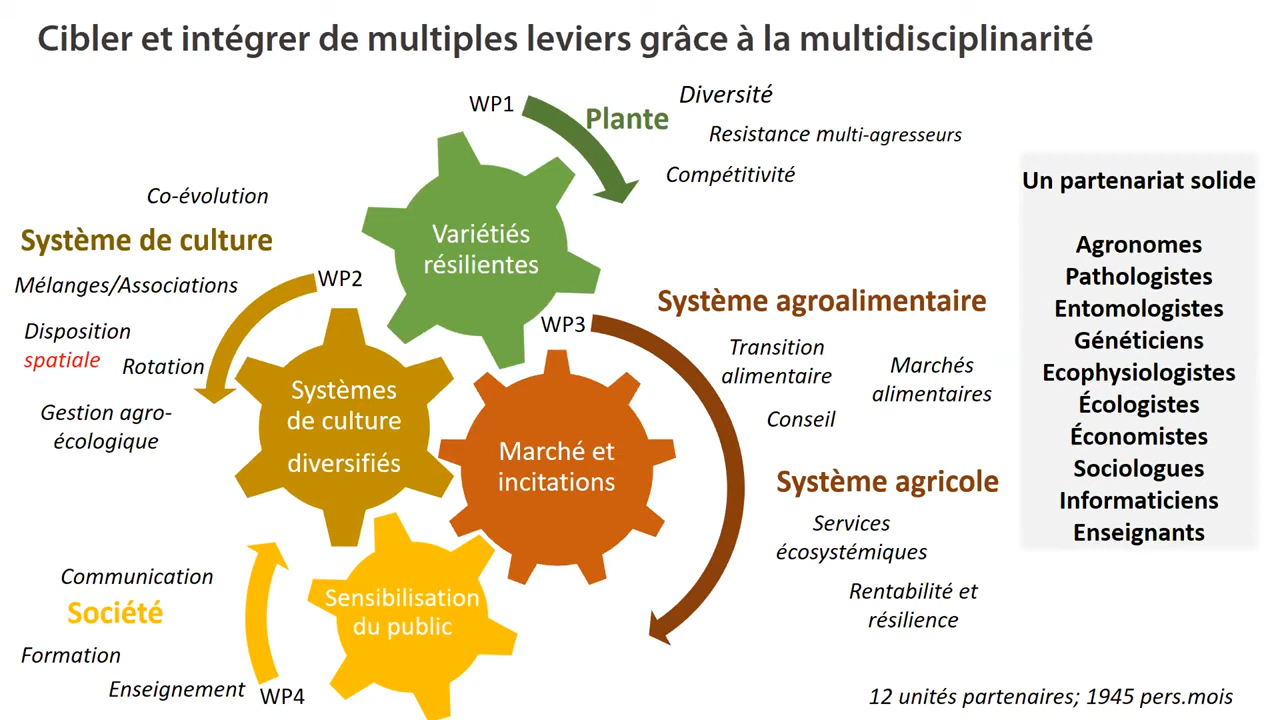 Cibler et intégrer de multiples leviers grâce à la multidisciplinarité
WP1
Plante
Diversité
Resistance multi-agresseurs
Compétitivité
Variétiés
résilientes
Co-évolution
Système de culture
WP2
Mélanges/Associations
Disposition
spatiale
Rotation
Gestion agro-
écologique
Systèmes
de culture
diversifiés
WP3
Système agroalimentaire
Transition
alimentaire
Marchés
alimentaires
Conseil
Marché et
incitations
Système agricole
Services
écosystémiques
Rentabilité et
résilience
Communication
Société
Formation
Enseignement
WP4
Sensibilisation
du public
Un partenariat solide
Agronomes
Pathologistes
Entomologistes
Généticiens
Ecophysiologistes
Écologistes
Économistes
Sociologues
Informaticiens
Enseignants
12 unités partenaires; 1945 pers.mois